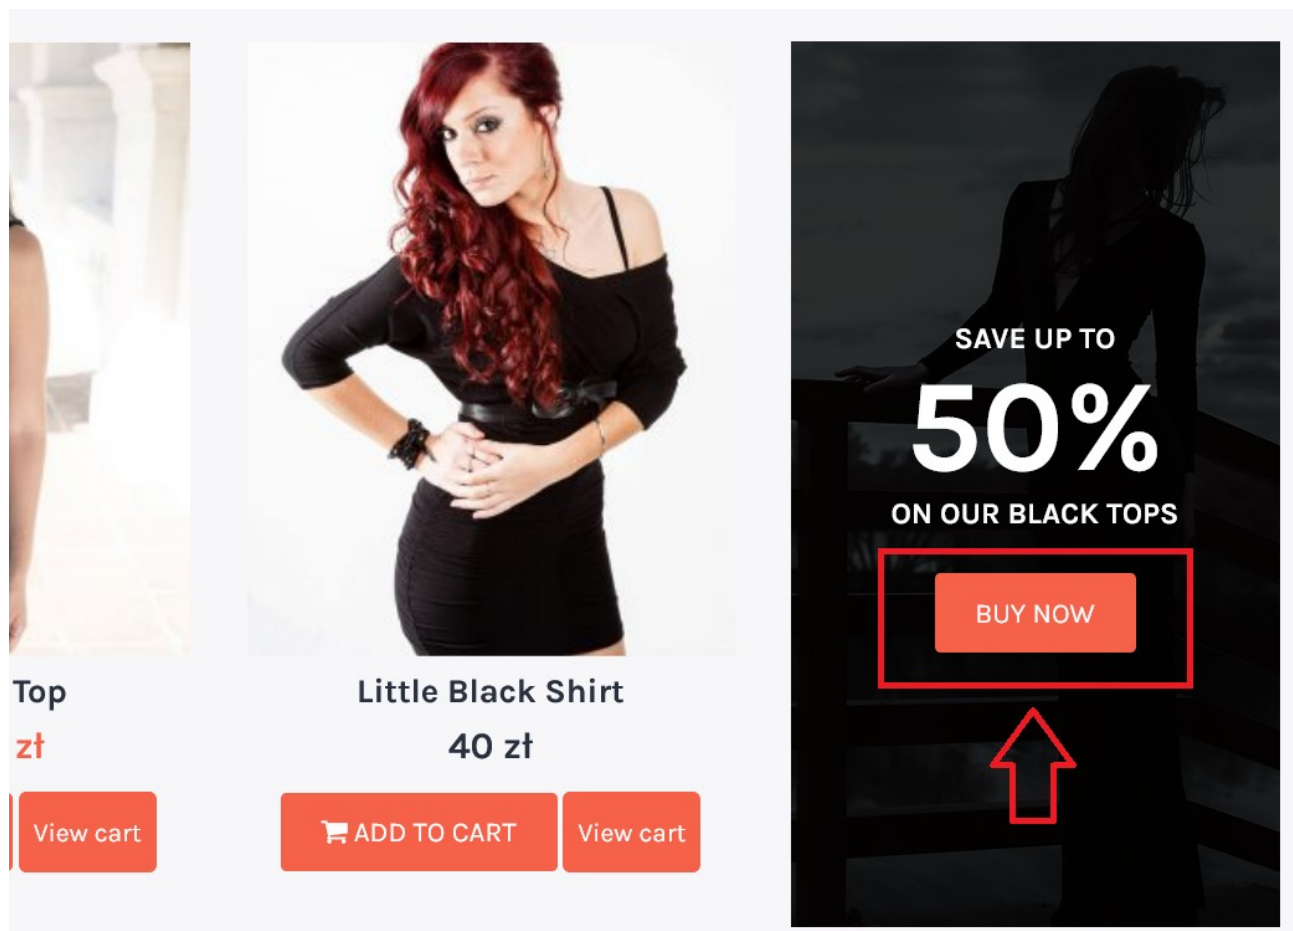 Top
zł
View cart
Little Black Shirt
40 zł
ADD TO CART
View cart
SAVE UP TO
50%
ON OUR BLACK TOPS
BUY NOW